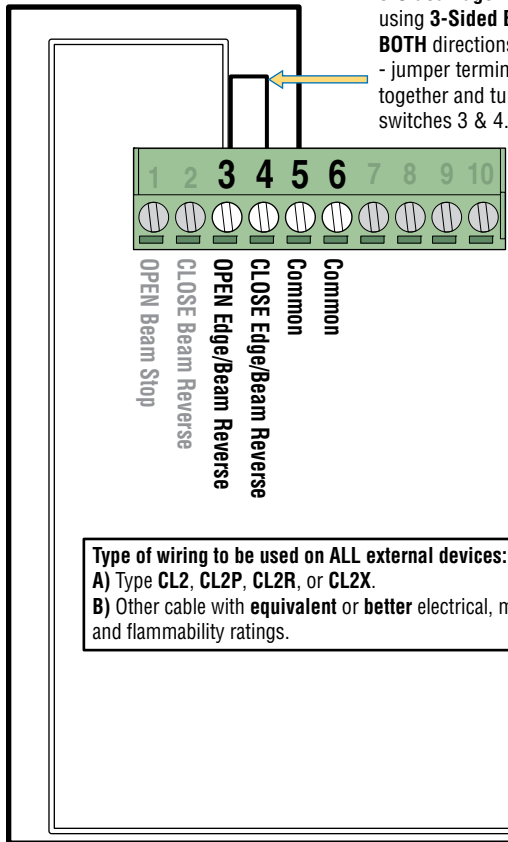 using 3-Sided
BOTH directions
- jumper
together and
switches 3 & 4.
1 2 3 4 5 6 7 8 9 10
OPEN Beam Stop
CLOSE Beam Reverse
OPEN Edge/Beam Reverse
CLOSE Edge/Beam Reverse
Common
Common
Type of wiring to be used on ALL external devices:
A) Type CL2, CL2P, CL2R, or CL2X.
B) Other cable with equivalent or better electrical,
and flammability ratings.